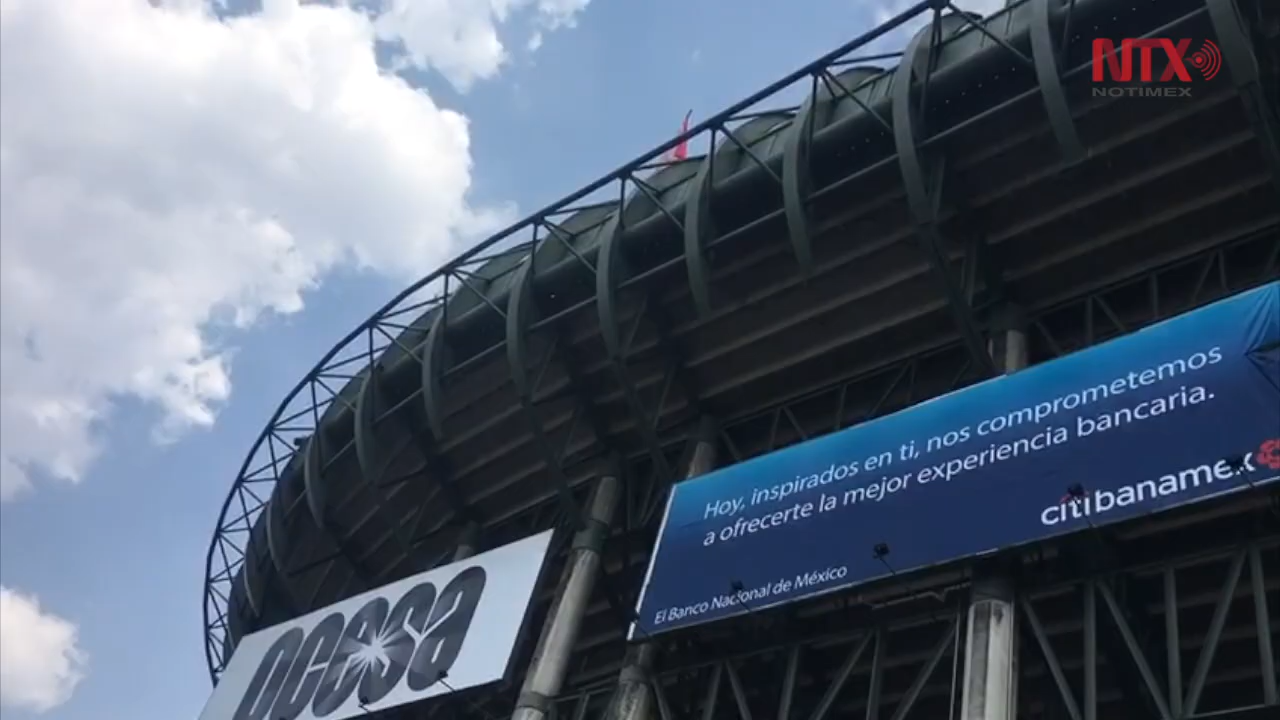 NTX
NOTIMEX
Hoy, inspirados en ti, nos comprometemos
a ofrecerte la mejor experiencia bancaria.
citibanamex
El Banco Nacional de México
ocesa